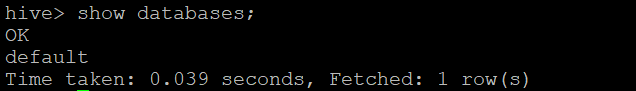 hive> show databases;
OK
default
Time taken: 0.039 seconds, Fetched: 1 row(s)